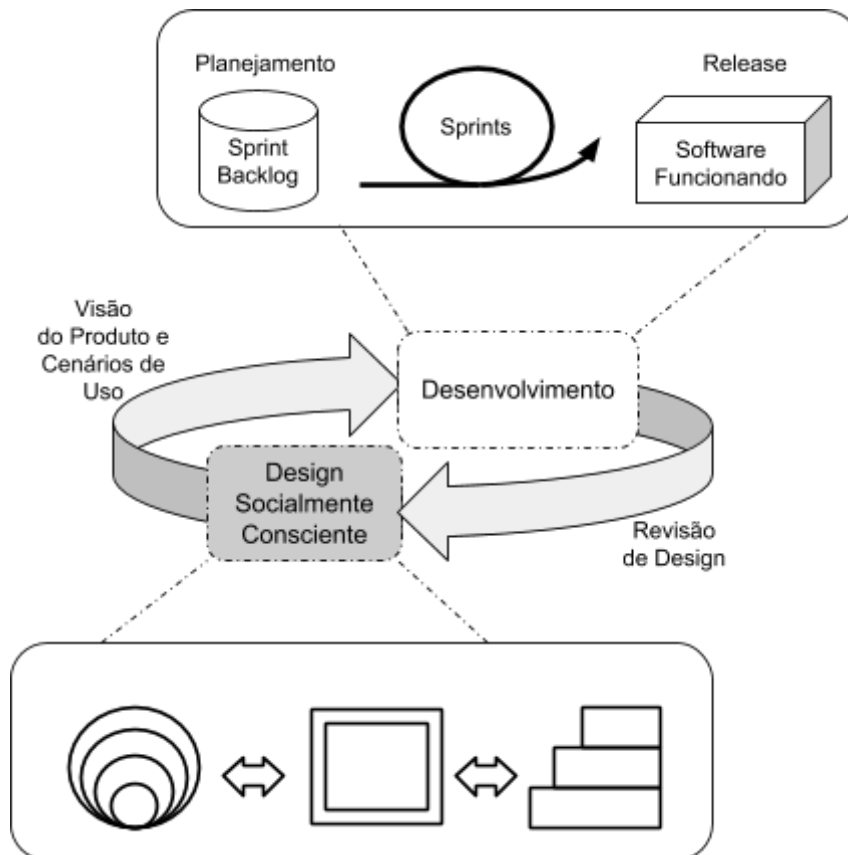 Planejamento
Release
Sprint
Backlog
Sprints
Software
Funcionando
Visão
do Produto e
Cenários de
Uso
Desenvolvimento
Design
Socialmente
Consciente
Revisão
de Design